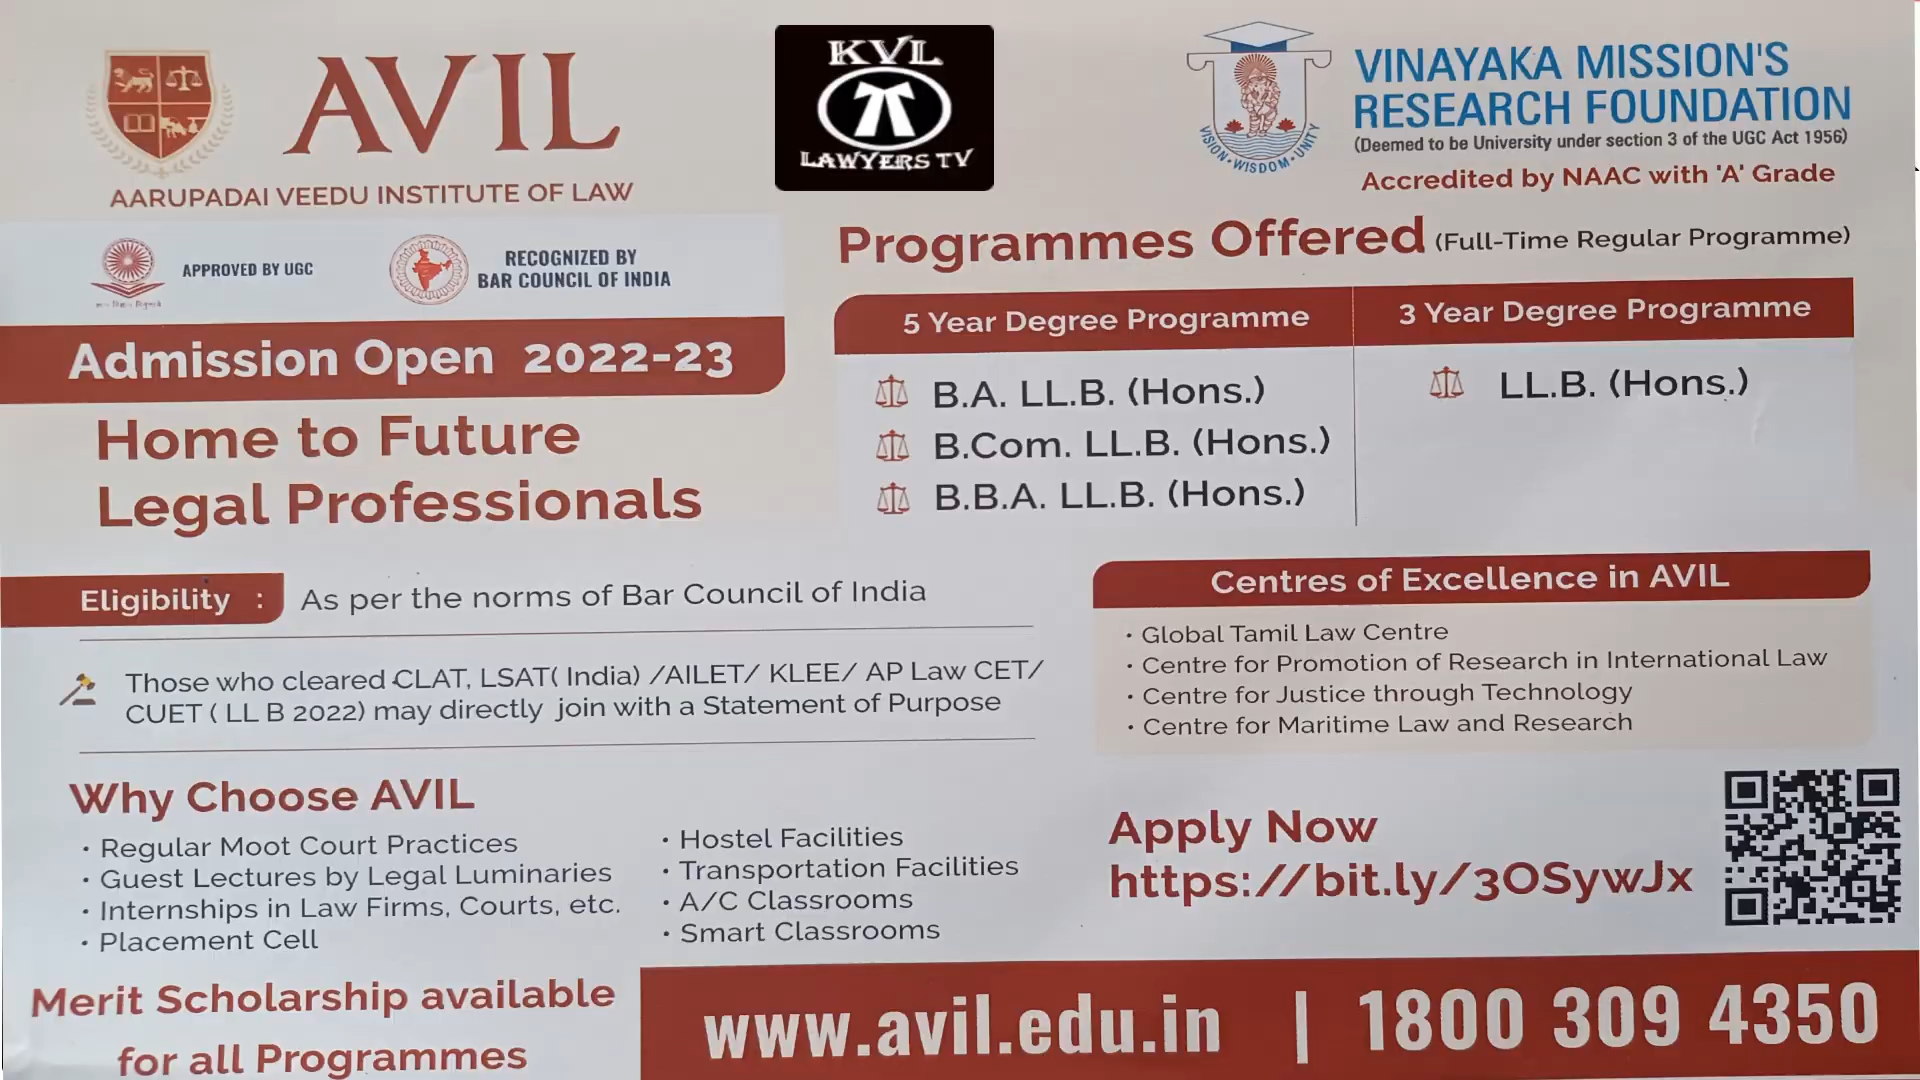 AVIL
AARUPADAI VEEDU INSTITUTE OF LAW
KVL
LAWYERS TV
VISION • WISDOM • UNITY
VINAYAKA MISSION'S
RESEARCH FOUNDATION
(Deemed to be University under section 3 of the UGC Act 1956)
Accredited by NAAC with 'A' Grade
APPROVED BY UGC
RECOGNIZED BY
BAR COUNCIL OF INDIA
Admission Open 2022-23
Home to Future
Legal Professionals
Programmes Offered (Full-Time Regular Programme)
5 Year Degree Programme
B.A. LL.B. (Hons.)
B.Com. LL.B. (Hons.)
B.B.A. LL.B. (Hons.)
3 Year Degree Programme
LL.B. (Hons.)
Eligibility : As per the norms of Bar Council of India
Those who cleared CLAT, LSAT( India) /AILET/ KLEE/ AP Law CET/
CUET ( LL B 2022) may directly join with a Statement of Purpose
Centres of Excellence in AVIL
• Global Tamil Law Centre
• Centre for Promotion of Research in International Law
• Centre for Justice through Technology
• Centre for Maritime Law and Research
Why Choose AVIL
• Regular Moot Court Practices
• Guest Lectures by Legal Luminaries
• Internships in Law Firms, Courts, etc.
• Placement Cell
• Hostel Facilities
• Transportation Facilities
• A/C Classrooms
• Smart Classrooms
Apply Now
https://bit.ly/3OSywJx
Merit Scholarship available
for all Programmes
www.avil.edu.in | 1800 309 4350